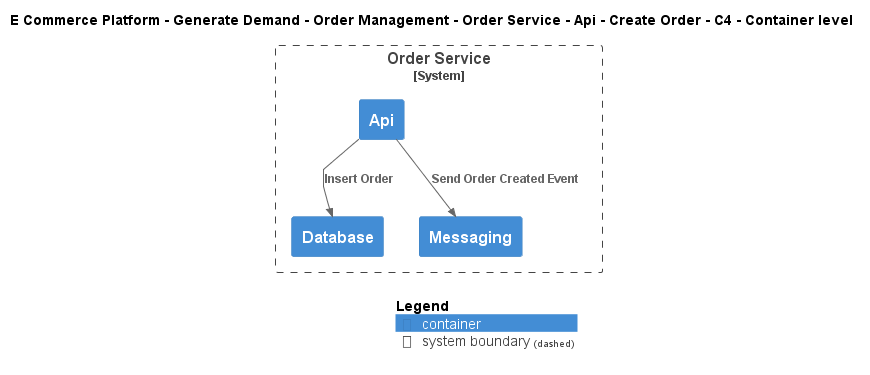 E Commerce Platform - Generate Demand - Order Management - Order Service - Api - Create Order - C4 - Container level
Order Service
[System]
Api
Insert Order
Send Order Created Event
Database
Messaging
Legend
container
system boundary (dashed)